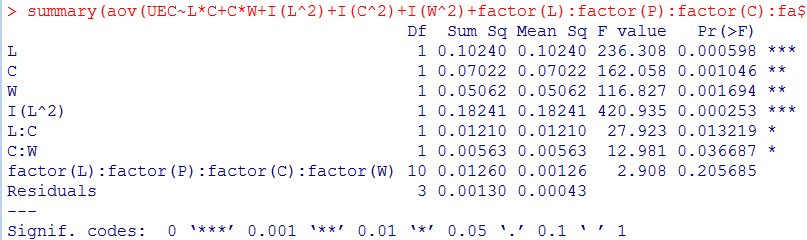 > summary(aov(UEC~L*C+C*W+I(L^2)+I(C^2)+I(W^2)+factor(L):factor(P):factor(C):fa$
Df Sum Sq Mean Sq F value Pr(>F)
L 1 0.10240 0.10240 236.308 0.000598 ***
C 1 0.07022 0.07022 162.058 0.001046 **
W 1 0.05062 0.05062 116.827 0.001694 **
I(L^2) 1 0.18241 0.18241 420.935 0.000253 ***
L:C 1 0.01210 0.01210 27.923 0.013219 *
C:W 1 0.00563 0.00563 12.981 0.036687 *
factor(L):factor(P):factor(C):factor(W) 10 0.01260 0.00126 2.908 0.205685
Residuals 3 0.00130 0.00043
---
Signif. codes: 0 ‘***’ 0.001 ‘**’ 0.01 ‘*’ 0.05 ‘.’ 0.1 ‘ ’ 1